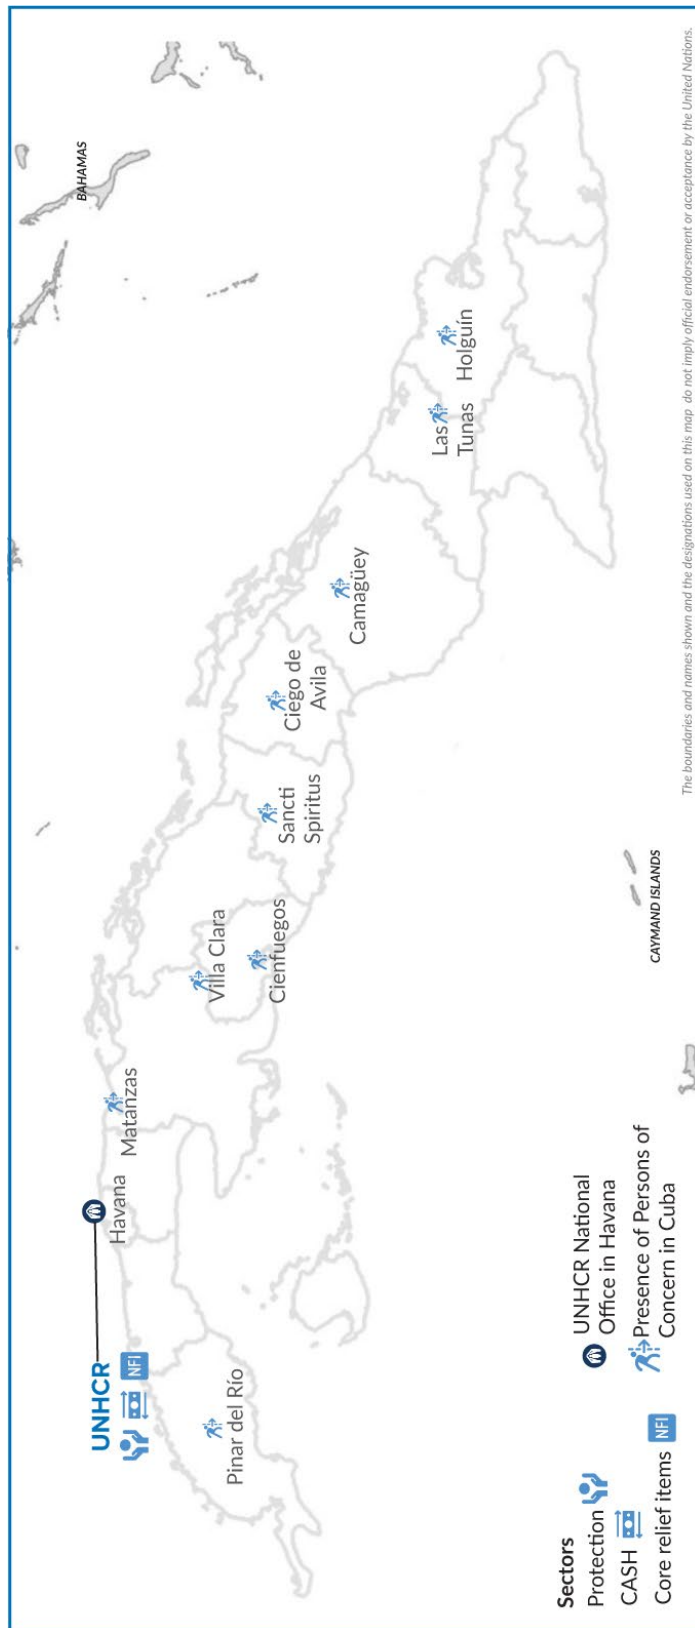 BAHAMAS
UNHCR
NFI
Havana
Matanzas
Pinar del Río
Villa Clara
Cienfuegos
Sancti
Spiritus
Ciego de
Avila
Camagüey
Las
Tunas
Holguín
CAYMAND ISLANDS
Sectors
Protection
CASH
Core relief items NFI
UNHCR National
Office in Havana
Presence of Persons of
Concern in Cuba
The boundaries and names shown and the designations used on this map do not imply official endorsement or acceptance by the United Nations.